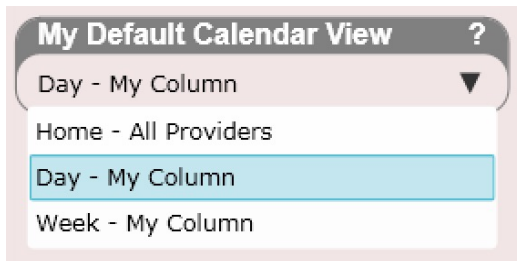 My Default Calendar View ?
Day - My Column ▼
Home - All Providers
Day - My Column
Week - My Column